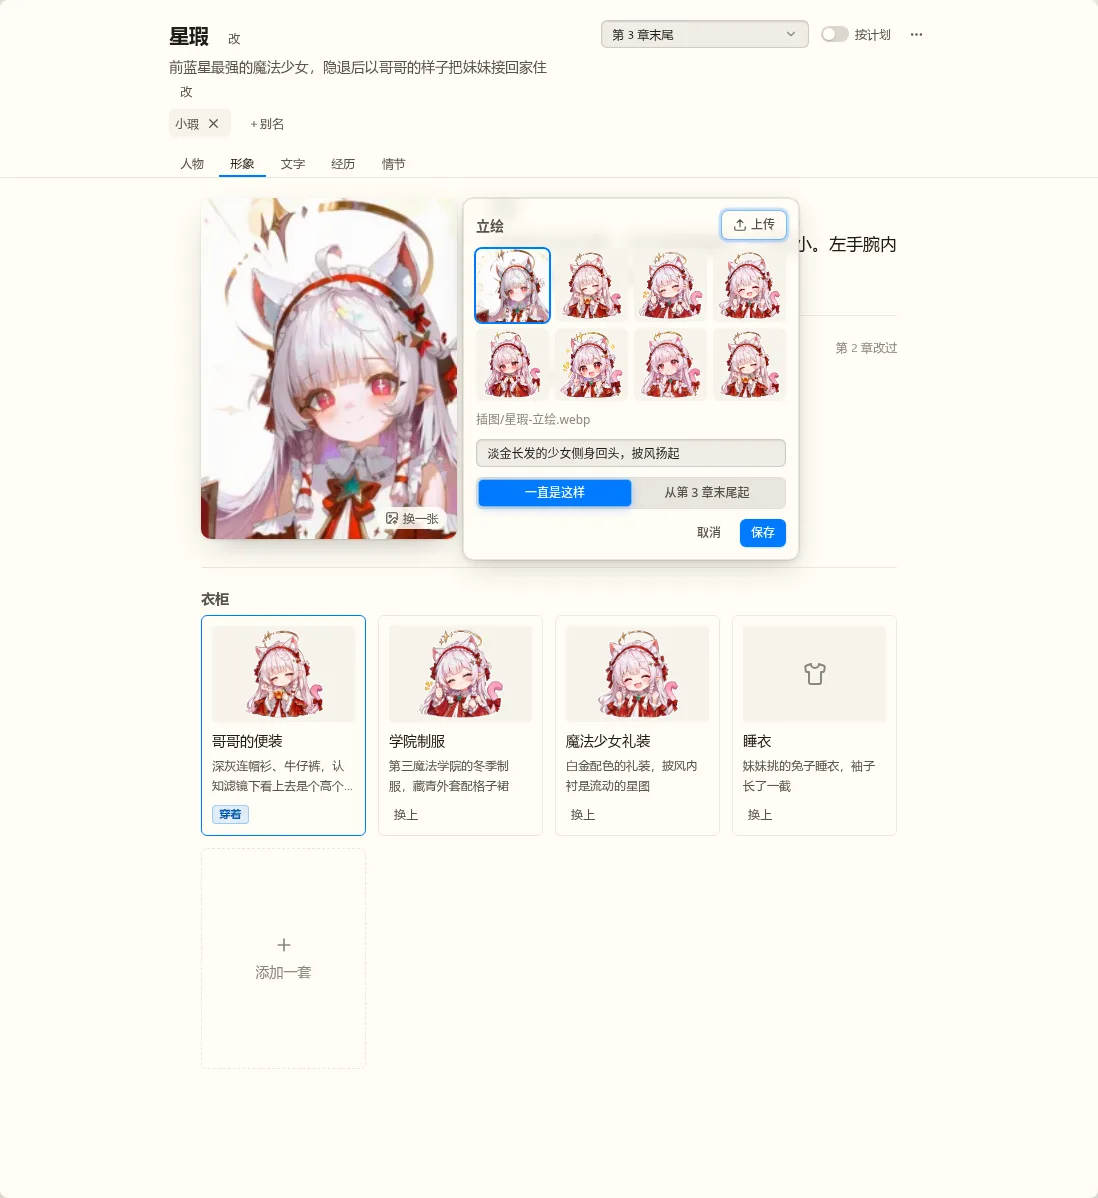 星瑕 改
第 3 章末尾
按计划
前蓝星最强的魔法少女，隐退后以哥哥的样子把妹妹接回家住
改
小瑕
+ 别名
人物 形象 文字 经历 情节
立绘
上传
小。左手腕内
第 2 章改过
插图/星瑕-立绘.webp
淡金长发的少女侧身回头，披风扬起
一直是这样
从第 3 章末尾起
换一张
取消
保存
衣柜
哥哥的便装
深灰连帽衫、牛仔裤，认
知滤镜下看上去是个高个...
穿着
学院制服
第三魔法学院的冬季制
服，藏青外套配格子裙
换上
魔法少女礼装
白金配色的礼装，披风内
衬是流动的星图
换上
睡衣
妹妹挑的兔子睡衣，袖子
长了一截
换上
添加一套